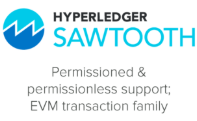 HYPERLEDGER
SAWTOOTH
Permissioned &
permissionless support;
EVM transaction family